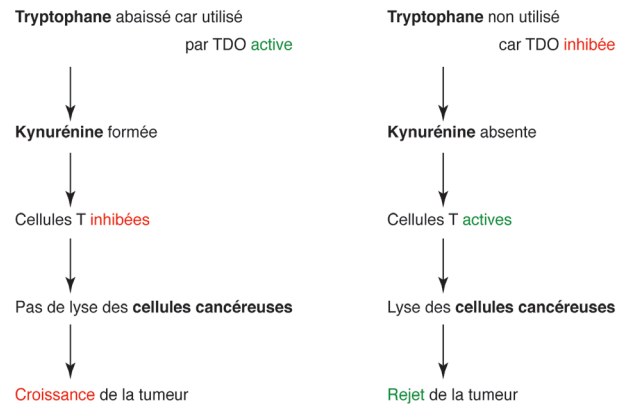 Tryptophane abaissé car utilisé
par TDO active
Kynurénine formée
Cellules T inhibées
Pas de lyse des cellules cancéreuses
Croissance de la tumeur
Tryptophane non utilisé
car TDO inhibée
Kynurénine absente
Cellules T actives
Lyse des cellules cancéreuses
Rejet de la tumeur